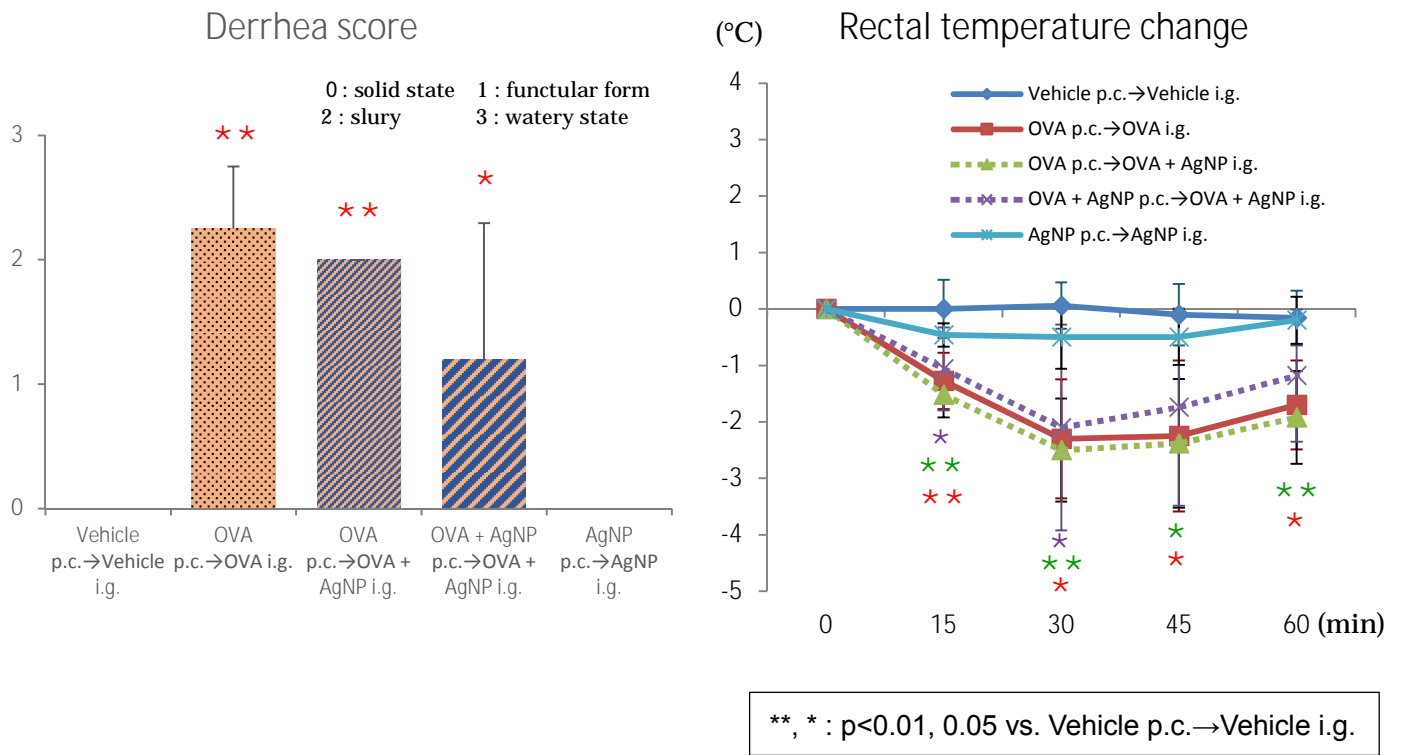 Derrhea score
0 : solid state 1 : functular form
2 : slury 3 : watery state
**
**
*
3
2
1
0
Vehicle
p.c.→Vehicle
i.g.
OVA
p.c.→OVA i.g.
OVA
p.c.→OVA +
AgNP i.g.
OVA + AgNP
p.c.→OVA +
AgNP i.g.
AgNP
p.c.→AgNP
i.g.
(°C)
Rectal temperature change
4
3
2
1
0
-1
-2
-3
-4
-5
Vehicle p.c.→Vehicle i.g.
OVA p.c.→OVA i.g.
OVA p.c.→OVA + AgNP i.g.
OVA + AgNP p.c.→OVA + AgNP i.g.
AgNP p.c.→AgNP i.g.
*
**
**
*
**
*
*
*
**
*
0 15 30 45 60 (min)
**, * : p<0.01, 0.05 vs. Vehicle p.c.→Vehicle i.g.